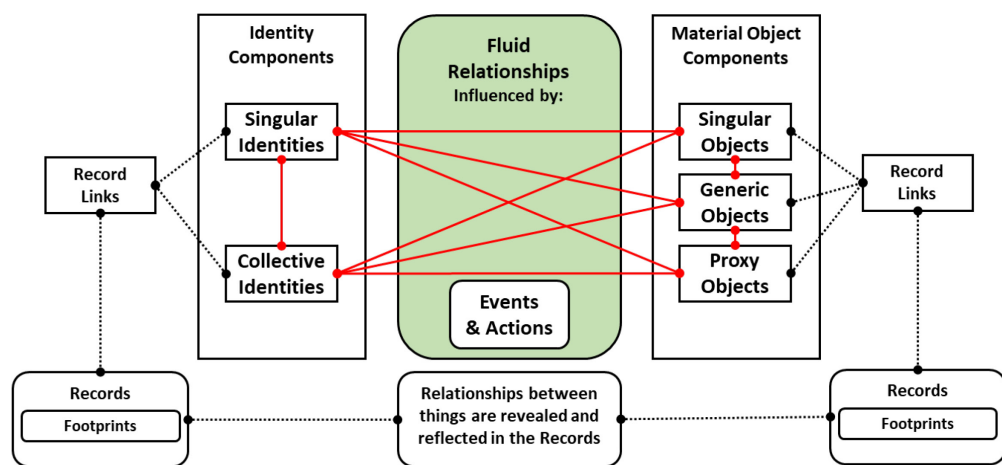 Identity
Components
Fluid
Relationships
Influenced by:
Material Object
Components
Singular
Identities
Singular
Objects
Record
Links
Generic
Objects
Record
Links
Collective
Identities
Proxy
Objects
Events
& Actions
Records
Footprints
Relationships between
things are revealed and
reflected in the Records
Records
Footprints